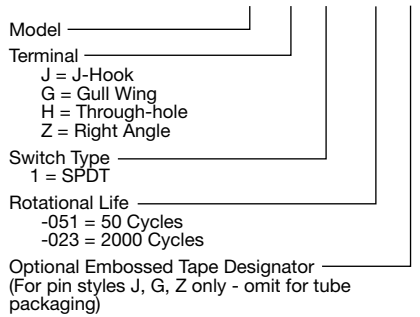 Model
Terminal
J = J-Hook
G = Gull Wing
H = Through-hole
Z = Right Angle
Switch Type
1 = SPDT
Rotational Life
-051 = 50 Cycles
-023 = 2000 Cycles
Optional Embossed Tape Designator
(For pin styles J, G, Z only - omit for tube
packaging)